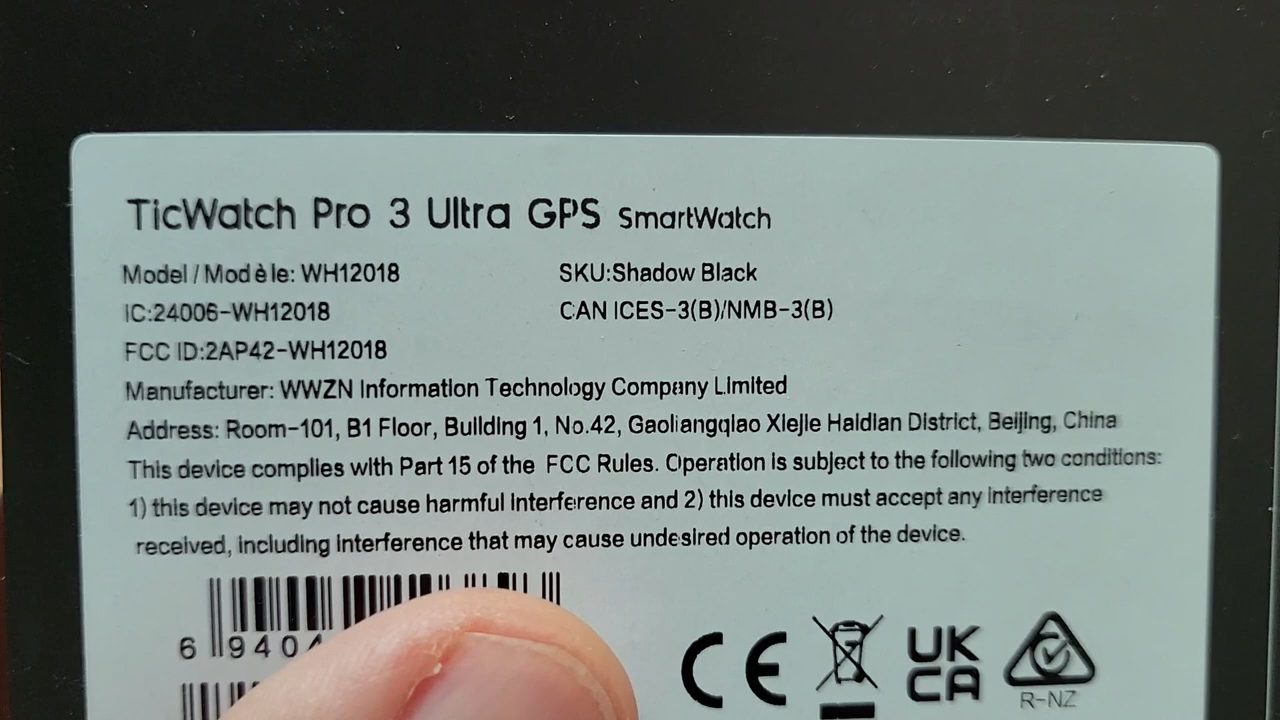 TicWatch Pro 3 Ultra GPS SmartWatch
Model / Modèle: WH12018
SKU:Shadow Black
IC:24006-WH12018
CAN ICES-3(B)/NMB-3(B)
FCC ID:2AP42-WH12018
Manufacturer: WWZN Information Technology Company Limited
Address: Room-101, B1 Floor, Building 1, No.42, Gaoliangqiao Xiejie Haidian District, Beijing, China
This device complies with Part 15 of the FCC Rules. Operation is subject to the following two conditions:
1) this device may not cause harmful interference and 2) this device must accept any interference
received, including interference that may cause undesired operation of the device.
6 940
CE
UK
CA
R-NZ